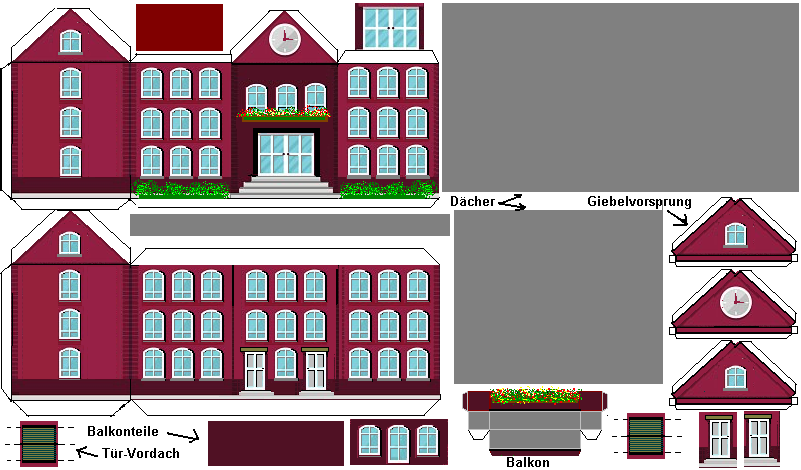 Dächer
Giebelvorsprung
Balkonteile
Tür-Vordach
Balkon